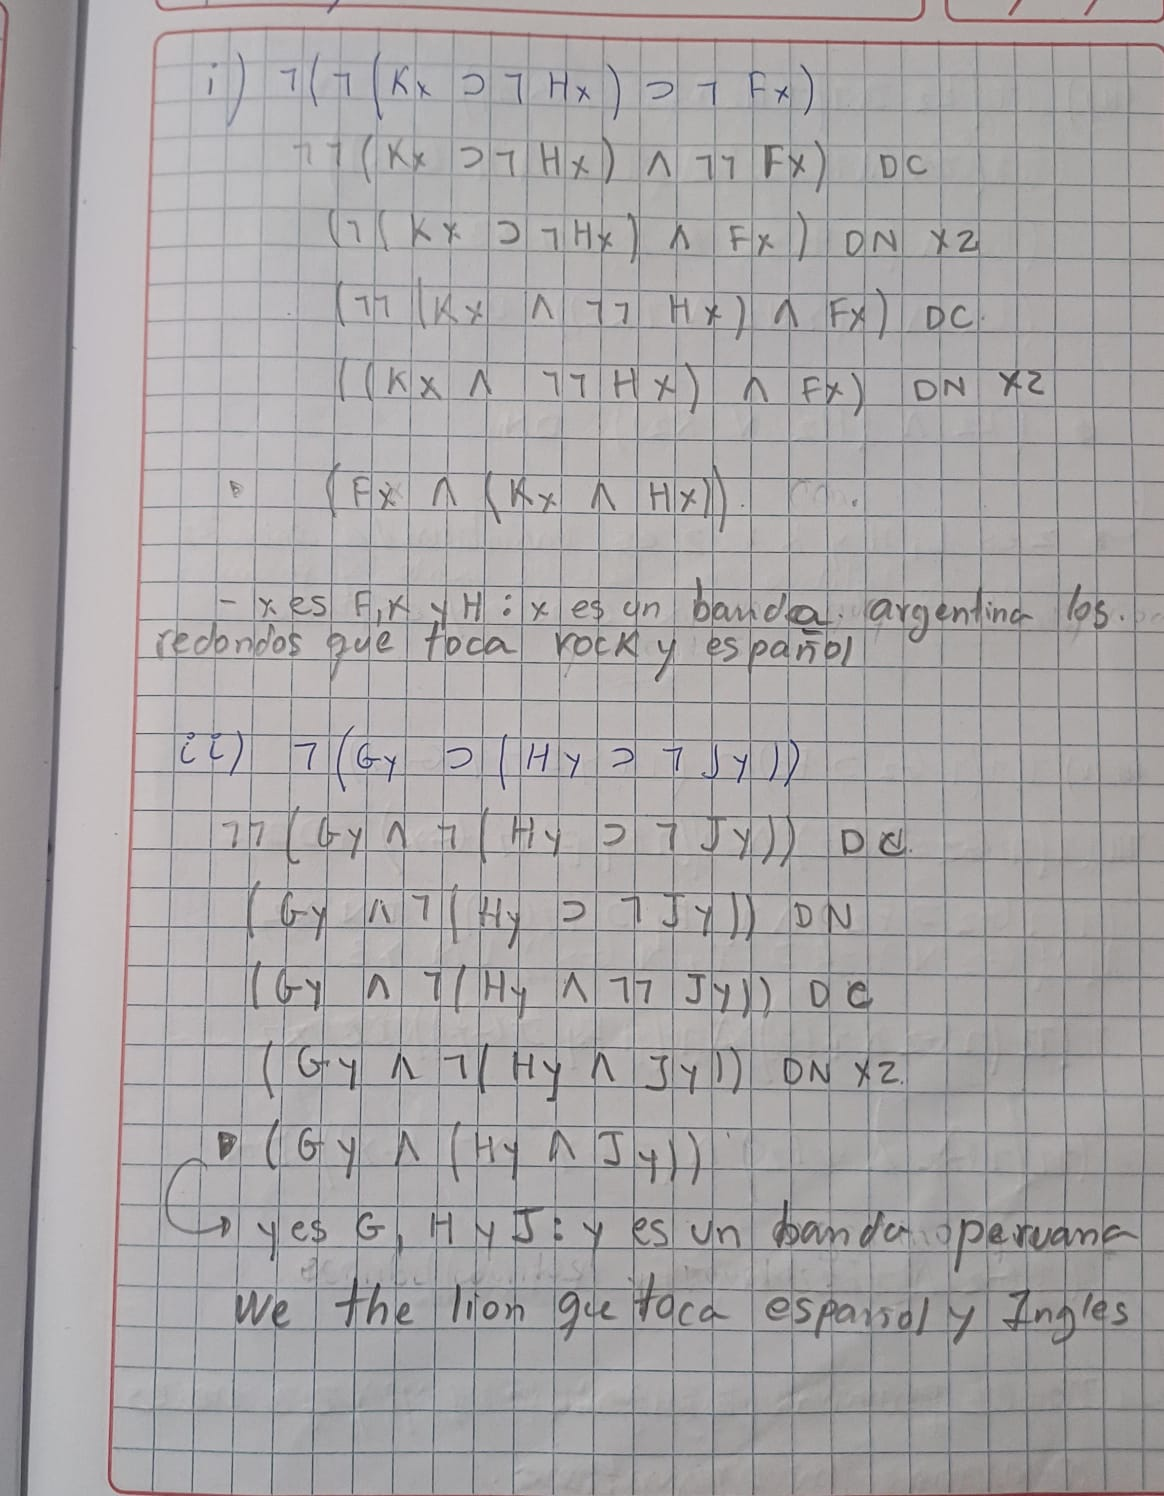 i) ¬(¬(Kx ⊃ ¬Hx) ⊃ ¬Fx)
¬¬(Kx ⊃ ¬Hx) ∧ ¬¬Fx) DC
(¬(Kx ⊃ ¬Hx) ∧ Fx) DN x2
(¬¬(Kx ∧ ¬¬Hx) ∧ Fx) DC.
((Kx ∧ ¬¬Hx) ∧ Fx) DN x2
(Fx ∧ (Kx ∧ Hx)).
- x es F, K y H : x es un banda argentina los.
redondos que toca rock y español
ii) ¬(Gy ⊃ (Hy ⊃ ¬Jy))
¬¬(Gy ∧ ¬(Hy ⊃ ¬Jy)) DC.
(Gy ∧ ¬(Hy ⊃ ¬Jy)) DN
(Gy ∧ ¬(Hy ∧ ¬¬Jy)) DC
(Gy ∧ ¬(Hy ∧ Jy)) DN x2.
(Gy ∧ (Hy ∧ Jy))
y es G, H y J : y es un banda peruana
We the lion que toca español y Ingles